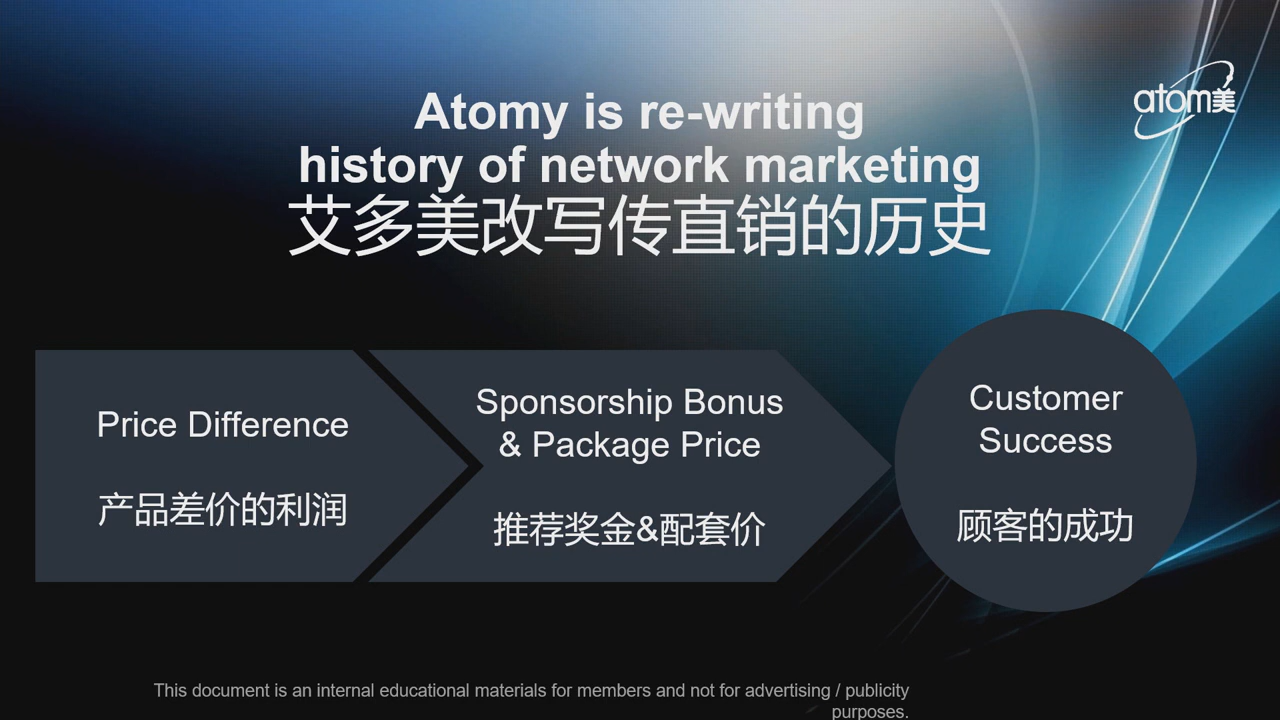 atom美
Atomy is re-writing
history of network marketing
艾多美改写传直销的历史
Price Difference
产品差价的利润
Sponsorship Bonus
& Package Price
推荐奖金&配套价
Customer
Success
顾客的成功
This document is an internal educational materials for members and not for advertising / publicity
purposes.